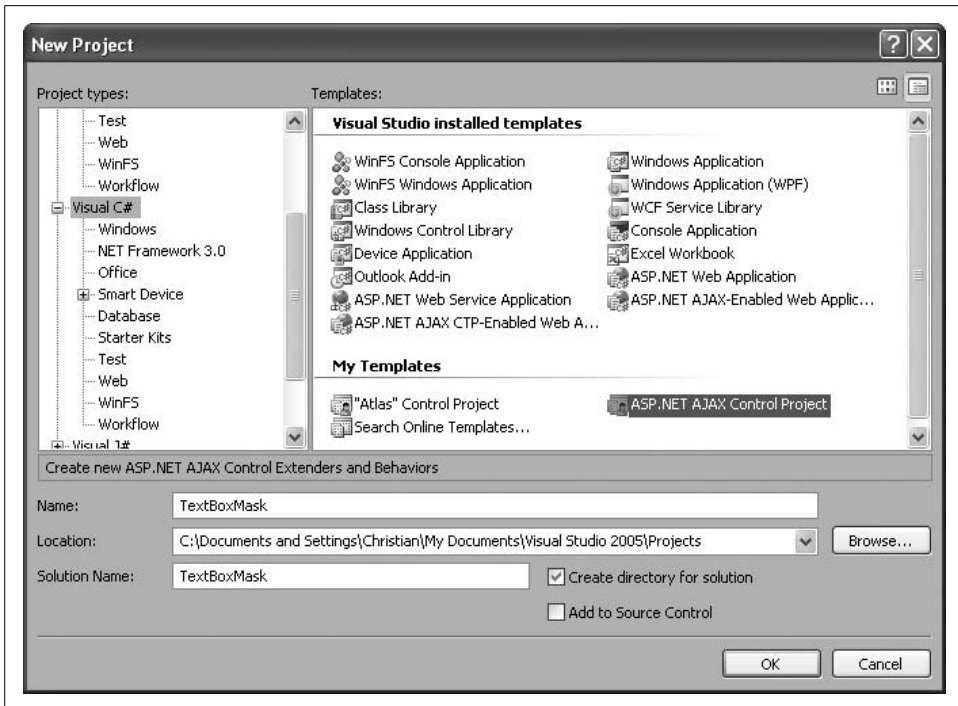 New Project
Project types:
Templates:
Test
Web
WinFS
Workflow
Visual C#
Windows
NET Framework 3.0
Office
Smart Device
Database
Starter Kits
Test
Web
WinFS
Workflow
Visual J#
Visual Studio installed templates
WinFS Console Application
Windows Application
WinFS Windows Application
Windows Application (WPF)
Class Library
WCF Service Library
Windows Control Library
Console Application
Device Application
Excel Workbook
Outlook Add-in
ASP.NET Web Application
ASP.NET Web Service Application
ASP.NET AJAX-Enabled Web Applic...
ASP.NET AJAX CTP-Enabled Web A...
My Templates
"Atlas" Control Project
ASP.NET AJAX Control Project
Search Online Templates...
Create new ASP.NET AJAX Control Extenders and Behaviors
Name:
TextBoxMask
Location:
C:\Documents and Settings\Christian\My Documents\Visual Studio 2005\Projects
Browse...
Solution Name:
TextBoxMask
Create directory for solution
Add to Source Control
OK
Cancel